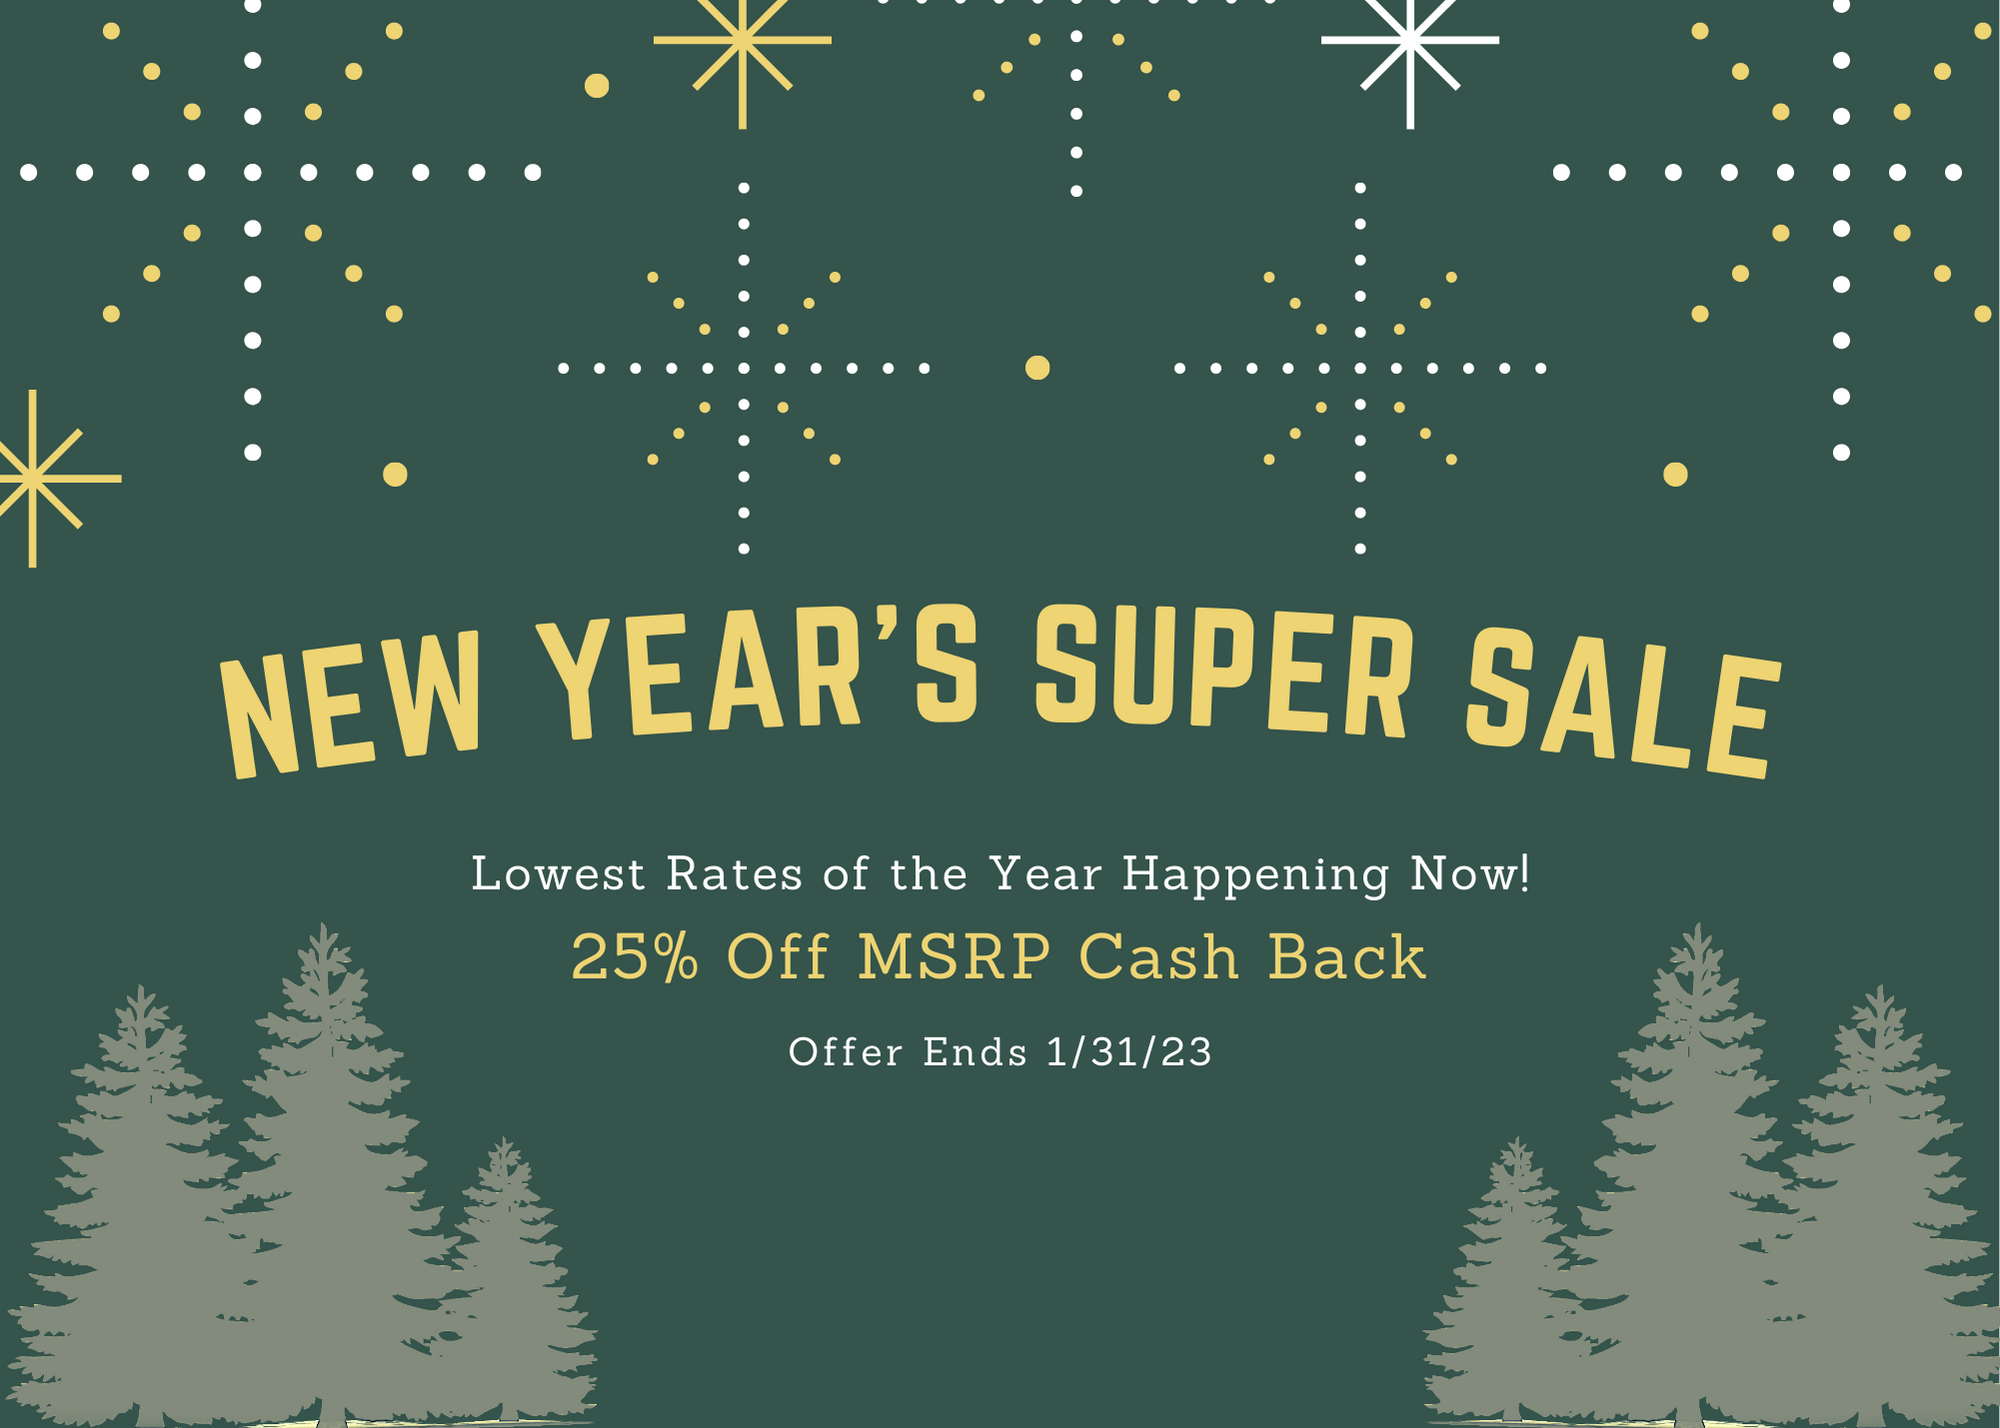 NEW YEAR'S SUPER SALE
Lowest Rates of the Year Happening Now!
25% Off MSRP Cash Back
Offer Ends 1/31/23